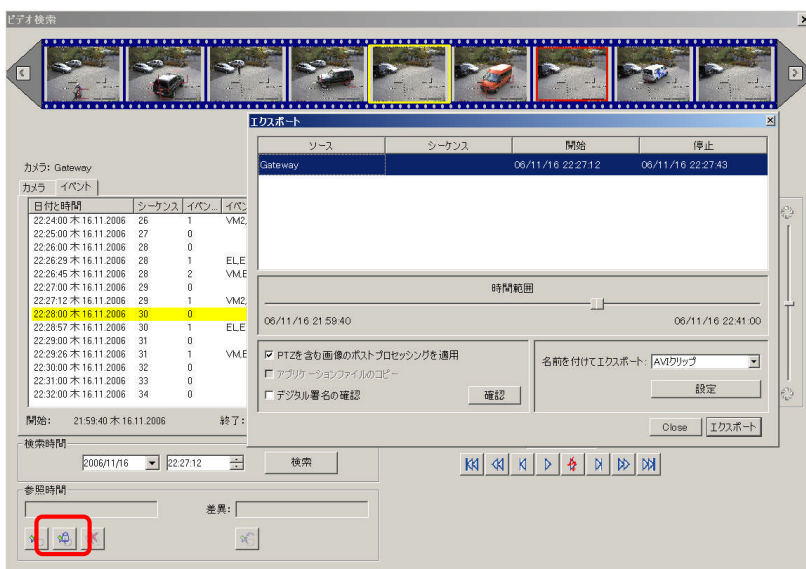 ビデオ検索
エクスポート
ソース シーケンス 開始 停止
Gateway 06/11/16 22:27:12 06/11/16 22:27:43
時間範囲
06/11/16 21:59:40 06/11/16 22:41:00
PTZを含む画像のポストプロセッシングを適用
アプリケーションファイルのコピー
デジタル署名の確認 確認
名前を付けてエクスポート: AVIクリップ
設定
Close エクスポート
カメラ: Gateway
カメラ イベント
日付と時間 シーケンス イベン... イベン
22:24:00 木 16.11.2006 26 1 VM2,
22:25:00 木 16.11.2006 27 0
22:26:00 木 16.11.2006 28 0
22:26:29 木 16.11.2006 28 1 ELE
22:26:45 木 16.11.2006 28 2 VM,E
22:27:00 木 16.11.2006 29 0
22:27:12 木 16.11.2006 29 1 VM2,
22:28:00 木 16.11.2006 30 0
22:28:57 木 16.11.2006 30 1 ELE
22:29:00 木 16.11.2006 31 0
22:29:26 木 16.11.2006 31 1 VM,E
22:30:00 木 16.11.2006 32 0
22:31:00 木 16.11.2006 33 0
22:32:00 木 16.11.2006 34 0
開始: 21:59:40 木 16.11.2006 終了:
検索時間
2006/11/16 22:27:12 検索
参照時間
差異: